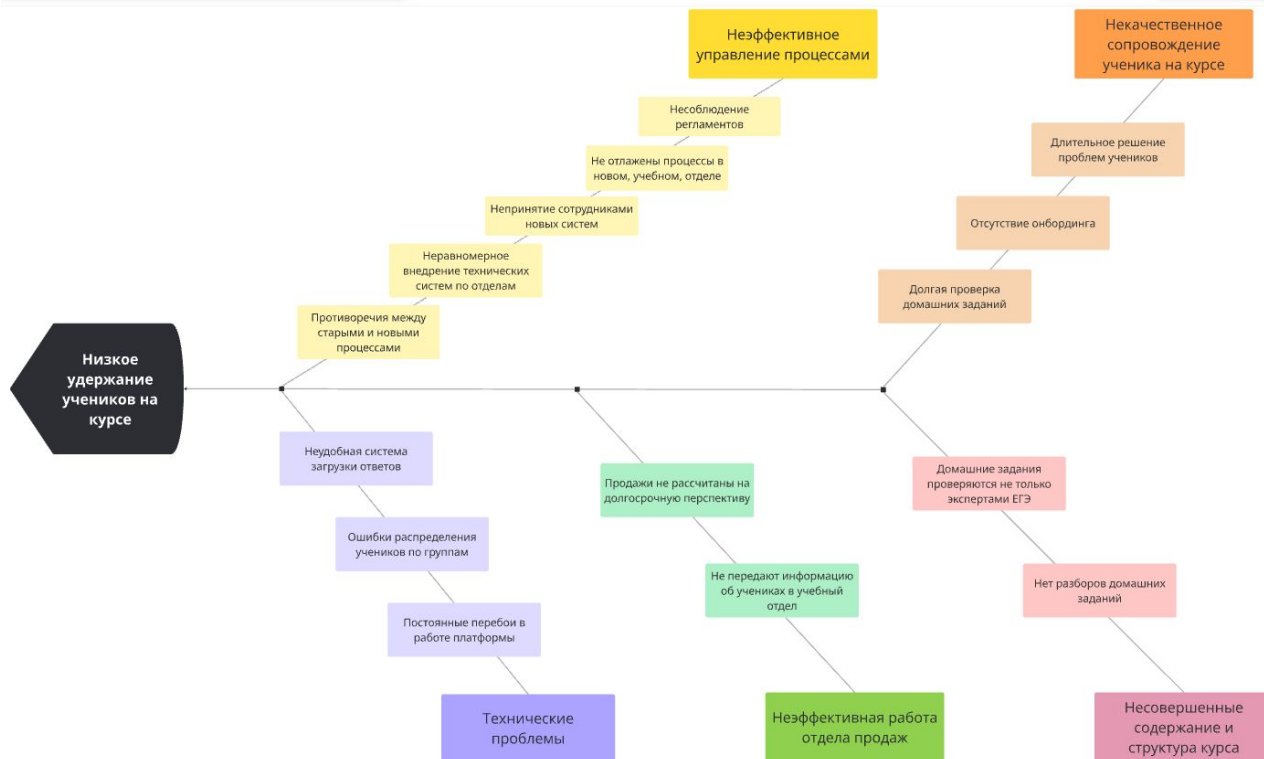 Неэффективное
управление процессами
Некачественное
сопровождение
ученика на курсе
Несоблюдение
регламентов
Не отлажены процессы в
новом, учебном, отделе
Непринятие сотрудниками
новых систем
Неравномерное
внедрение технических
систем по отделам
Противоречия между
старыми и новыми
процессами
Длительное решение
проблем учеников
Отсутствие онбординга
Долгая проверка
домашних заданий
Низкое
удержание
учеников на
курсе
Неудобная система
загрузки ответов
Ошибки распределения
учеников по группам
Постоянные перебои в
работе платформы
Технические
проблемы
Продажи не рассчитаны на
долгосрочную перспективу
Не передают информацию
об учениках в учебный
отдел
Неэффективная работа
отдела продаж
Домашние задания
проверяются не только
экспертами ЕГЭ
Нет разборов домашних
заданий
Несовершенные
содержание и
структура курса